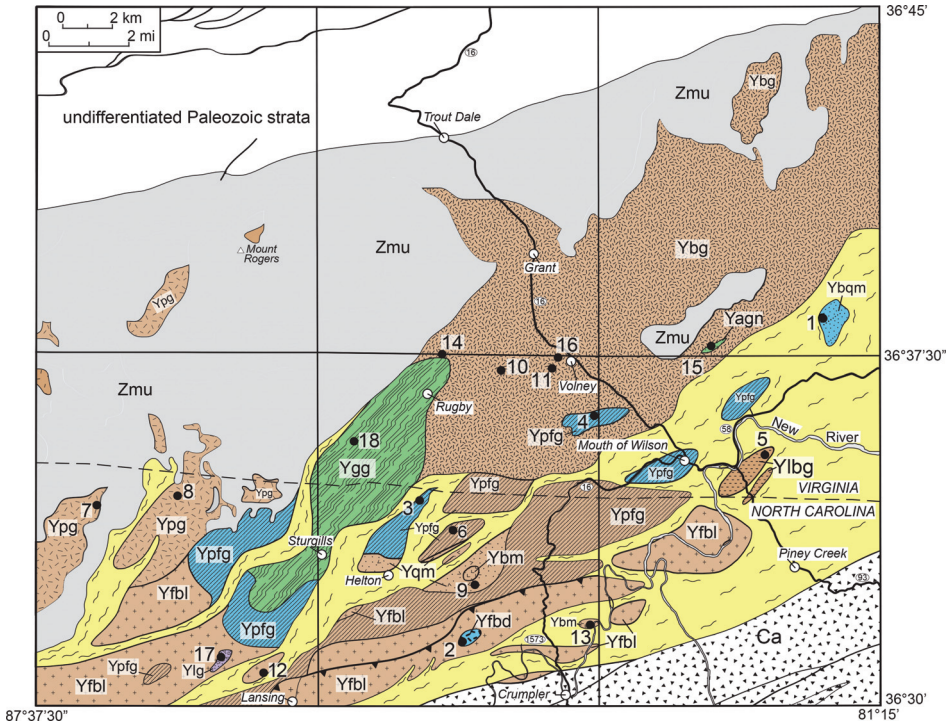 0 2 km
0 2 mi
36°45'
16
Zmu
Ybg
undifferentiated Paleozoic strata
Trout Dale
Zmu
Mount
Rogers
Grant
Ybg
Ypg
16
Ybqm
1
Yagn
Zmu
14
16
15
36°37'30"
10
11
Volney
Zmu
Rugby
4
Ypfg
Ypfg
Mouth of Wilson
58
New
River
18
Ygg
5
Ylbg
Ypfg
VIRGINIA
NORTH CAROLINA
8
7
Ypg
Ypg
Ypg
3
Ypfg
16
Ypfg
Ypfg
6
Ypfg
Yfbl
Sturgills
Piney Creek
Helton
Yqm
Ybm
9
93
Yfbl
Yfbl
Yfbd
Ypfg
2
Ybm
13
Yfbl
Ca
17
Ylg
Ypfg
Yfbl
12
Yfbl
1573
Lansing
Crumpler
36°30'
87°37'30"
81°15'